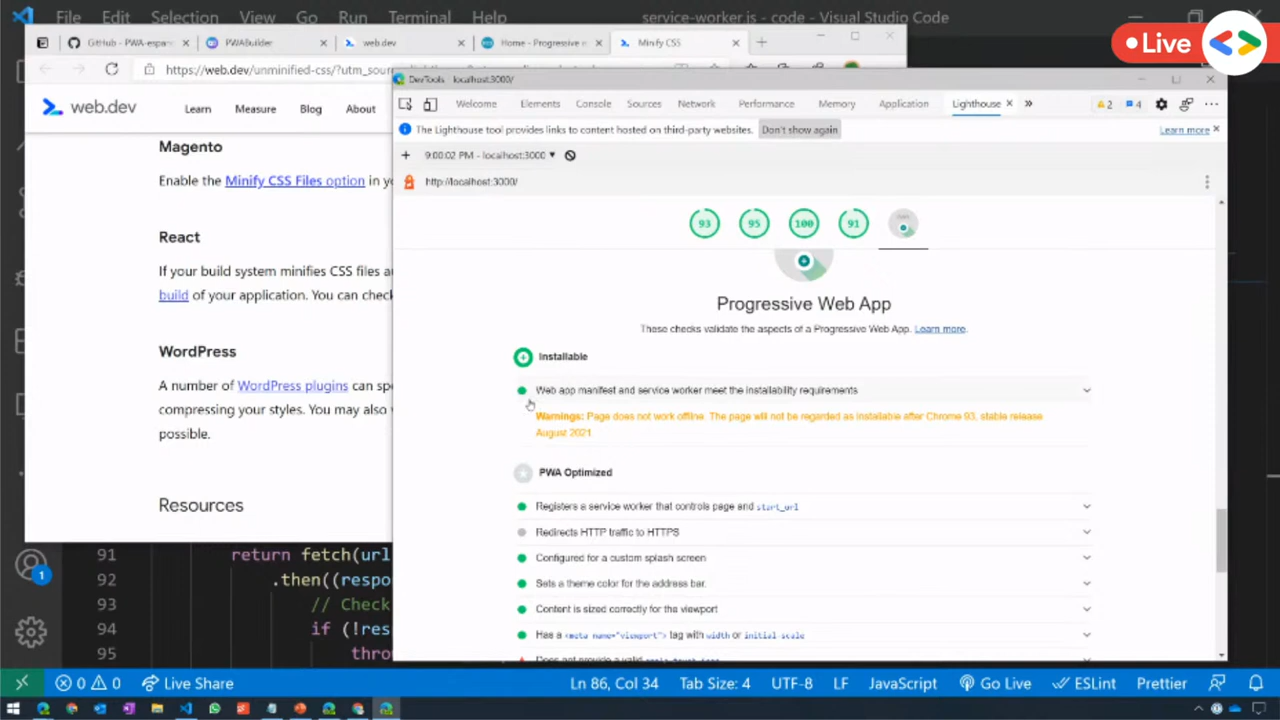 File Edit Selection View Go Run Terminal Help service-worker.js - code - Visual Studio Code
Live
GitHub - PWA-espan
PWABuilder
web.dev
Home - Progressive
Minify CSS
https://web.dev/unminified-css/?utm_sou
web.dev Learn Measure Blog About
Magento
Enable the Minify CSS Files option in
React
If your build system minifies CSS files
build of your application. You can check
WordPress
A number of WordPress plugins can
compressing your styles. You may also
possible.
Resources
DevTools - localhost:3000/
Welcome Elements Console Sources Network Performance Memory Application Lighthouse 2 4
The Lighthouse tool provides links to content hosted on third-party websites. Don't show again Learn more
9:00:02 PM - localhost:3000
http://localhost:3000/
93 95 100 91
Progressive Web App
These checks validate the aspects of a Progressive Web App. Learn more.
Installable
Web app manifest and service worker meet the installability requirements
Warnings: Page does not work offline. The page will not be regarded as installable after Chrome 93, stable release
August 2021.
PWA Optimized
Registers a service worker that controls page and start_url
Redirects HTTP traffic to HTTPS
Configured for a custom splash screen
Sets a theme color for the address bar.
Content is sized correctly for the viewport
Has a <meta name="viewport"> tag with width or initial-scale
Does not provide a valid
91 return fetch(url
92 .then((respo
93 // Check
94 if (!res
95 thro
1
0 0 Live Share Ln 86, Col 34 Tab Size: 4 UTF-8 LF JavaScript Go Live ESLint Prettier